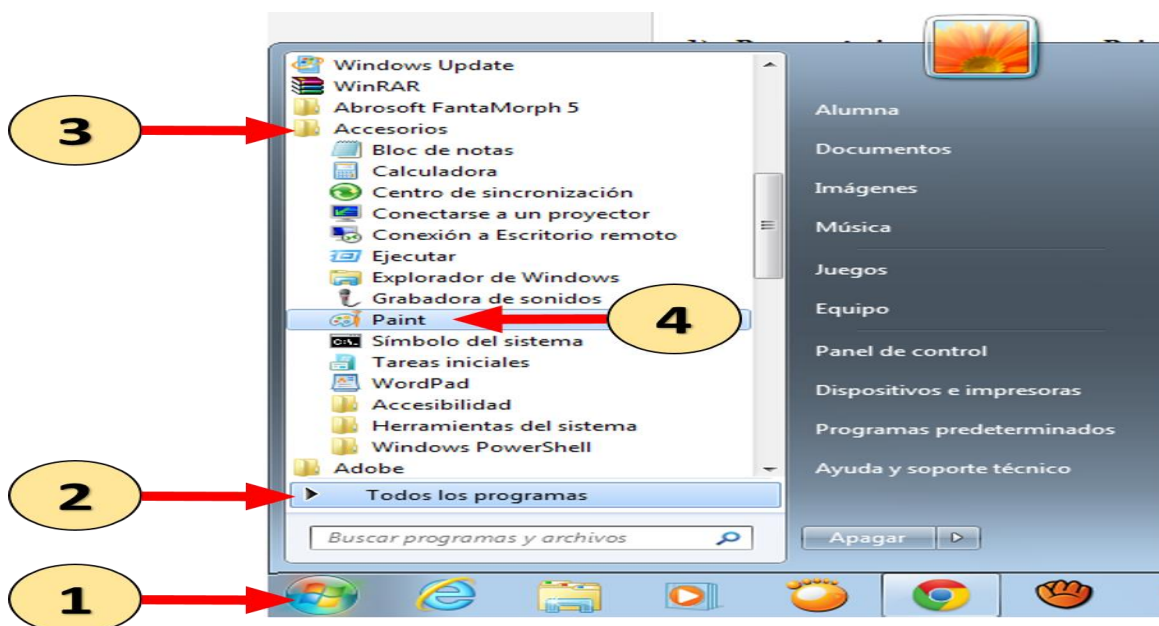 Windows Update
WinRAR
Abrosoft FantaMorph 5
3
Accesorios
Bloc de notas
Calculadora
Centro de sincronización
Conectarse a un proyector
Conexión a Escritorio remoto
Ejecutar
Explorador de Windows
Grabadora de sonidos
Paint
4
Símbolo del sistema
Tareas iniciales
WordPad
Accesibilidad
Herramientas del sistema
Windows PowerShell
Adobe
2
Todos los programas
Buscar programas y archivos
1
Alumna
Documentos
Imágenes
Música
Juegos
Equipo
Panel de control
Dispositivos e impresoras
Programas predeterminados
Ayuda y soporte técnico
Apagar